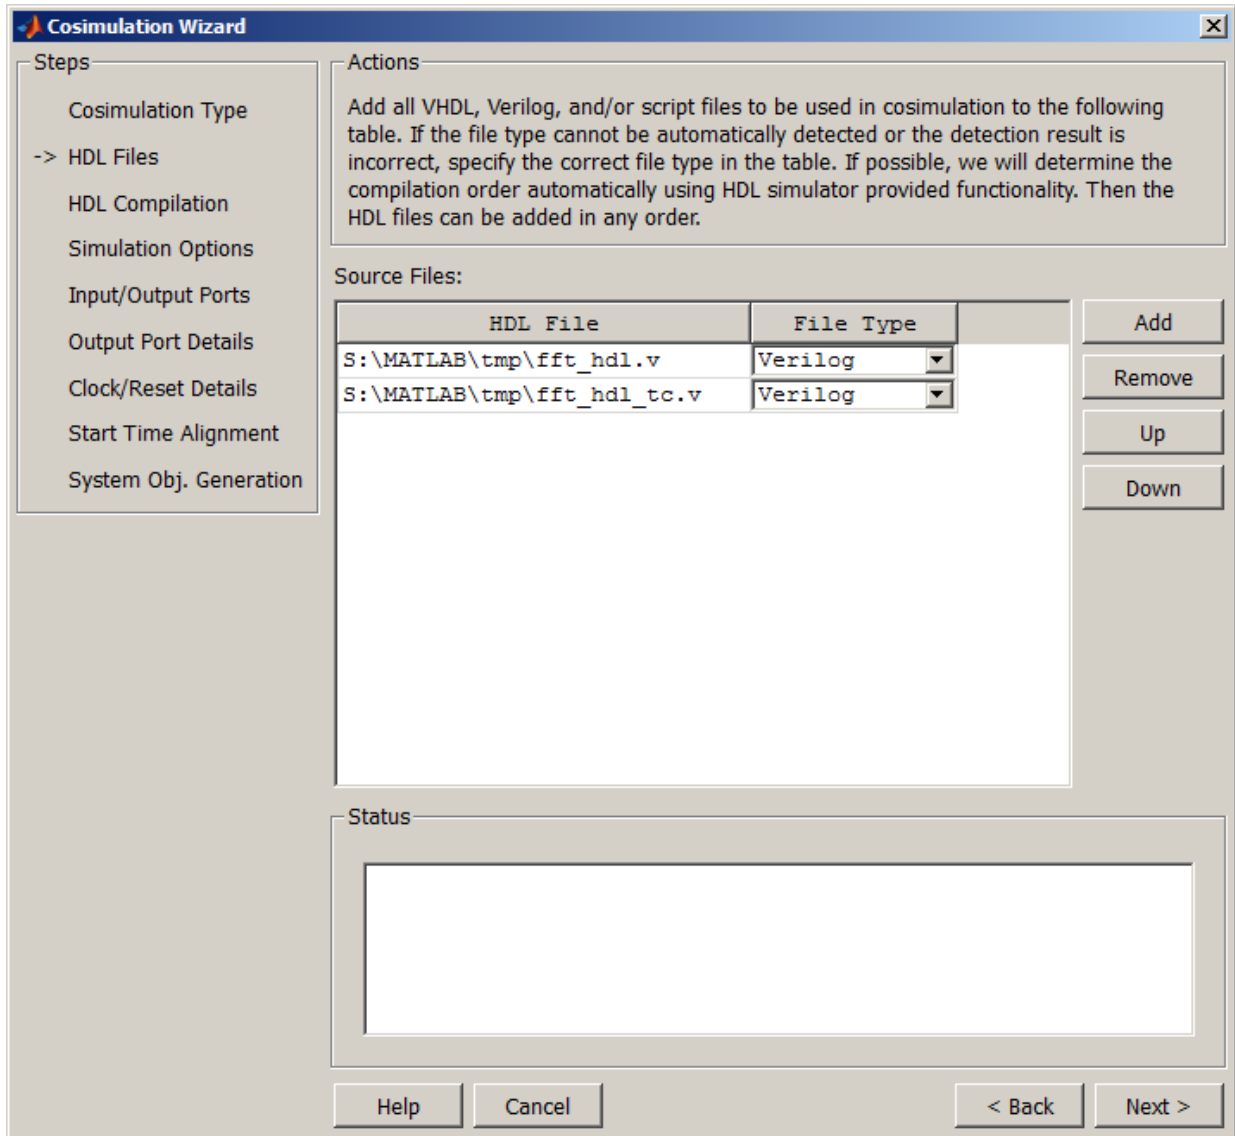 Cosimulation Wizard
Steps
Cosimulation Type
-> HDL Files
HDL Compilation
Simulation Options
Input/Output Ports
Output Port Details
Clock/Reset Details
Start Time Alignment
System Obj. Generation
Actions
Add all VHDL, Verilog, and/or script files to be used in cosimulation to the following
table. If the file type cannot be automatically detected or the detection result is
incorrect, specify the correct file type in the table. If possible, we will determine the
compilation order automatically using HDL simulator provided functionality. Then the
HDL files can be added in any order.
Source Files:
HDL File File Type
S:\MATLAB\tmp\fft_hdl.v Verilog
S:\MATLAB\tmp\fft_hdl_tc.v Verilog
Add
Remove
Up
Down
Status
Help Cancel < Back Next >